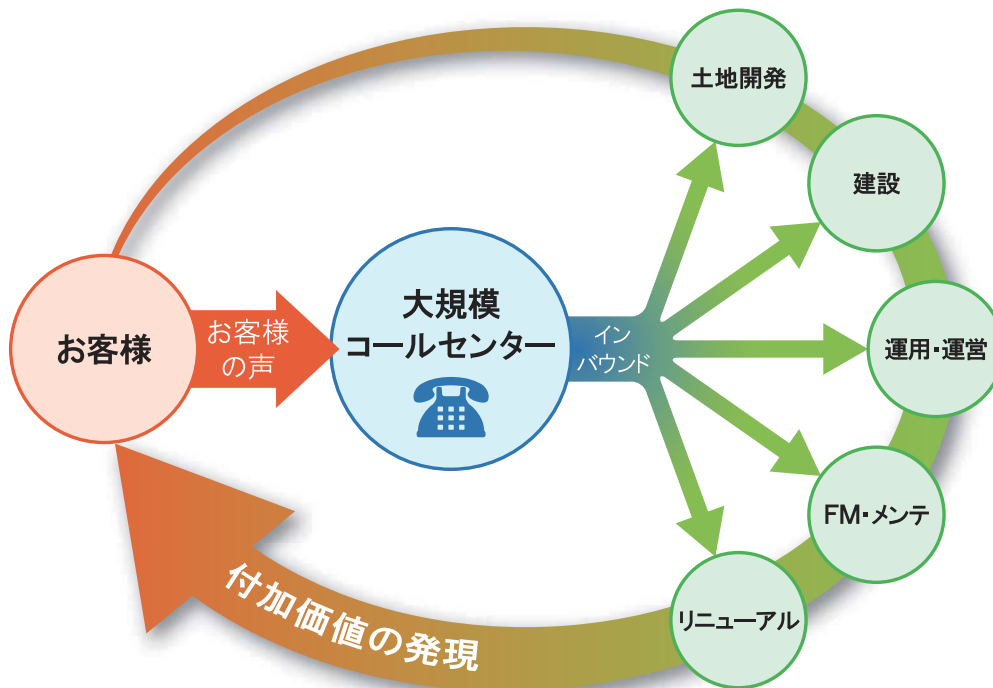 お客様
お客様
の声
大規模
コールセンター
イン
バウンド
土地開発
建設
運用・運営
FM・メンテ
リニューアル
付加価値の発現